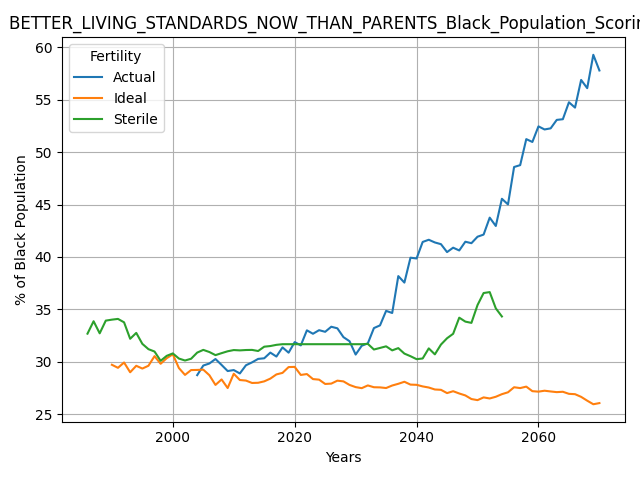 BETTER_LIVING_STANDARDS_NOW_THAN_PARENTS_Black_Population_Scorin
Fertility
Actual
Ideal
Sterile
60
55
50
45
40
35
30
25
% of Black Population
2000
2020
2040
2060
Years